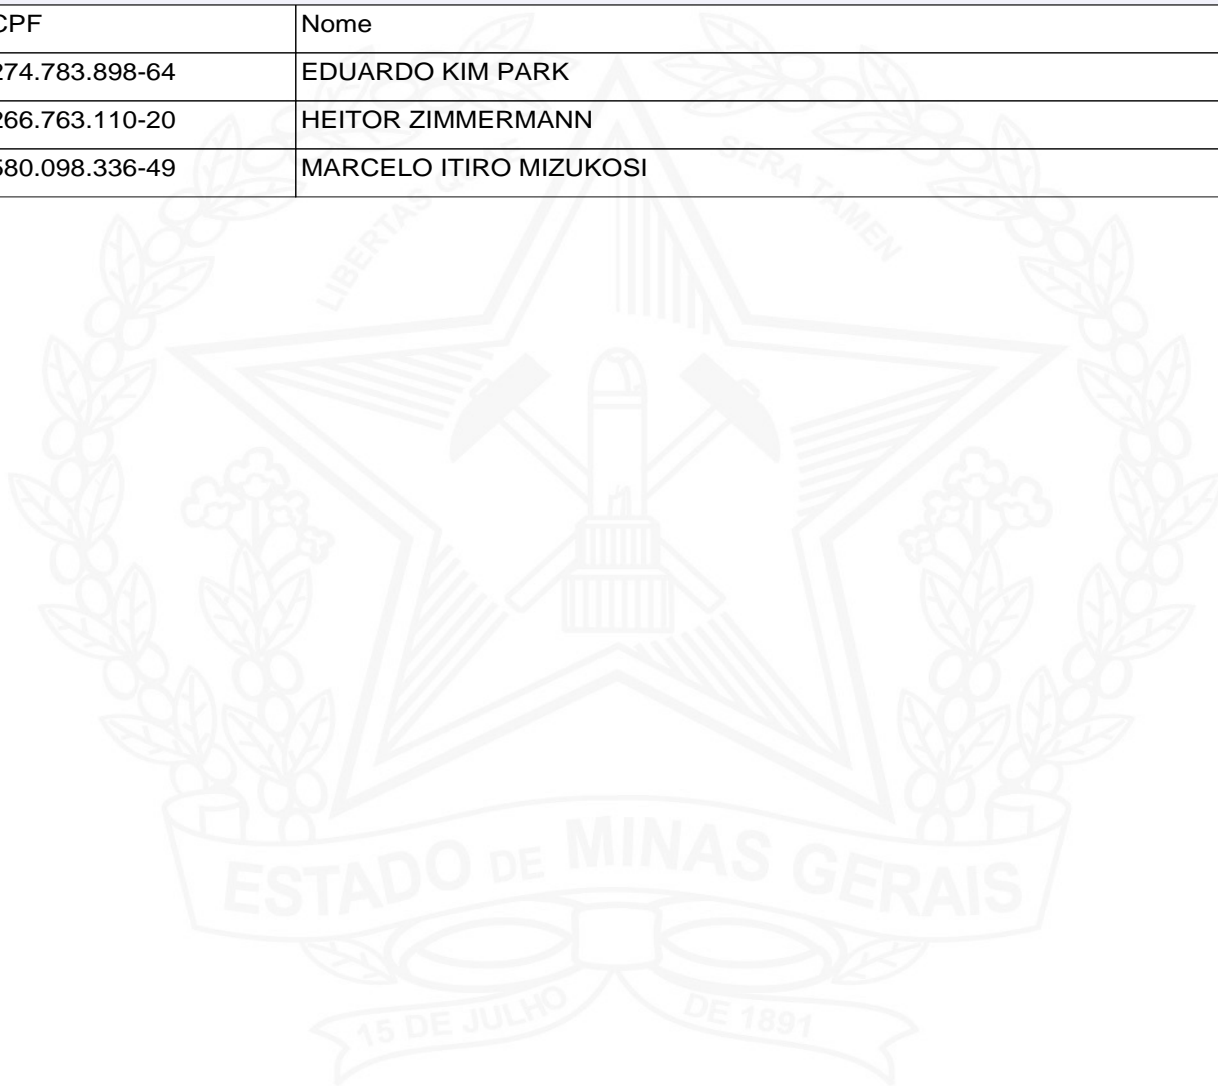 CPF Nome
274.783.898-64 EDUARDO KIM PARK
266.763.110-20 HEITOR ZIMMERMANN
580.098.336-49 MARCELO ITIRO MIZUKOSI
LIBERTAS QUÆ SERA TAMEN
ESTADO DE MINAS GERAIS
15 DE JULHO DE 1891